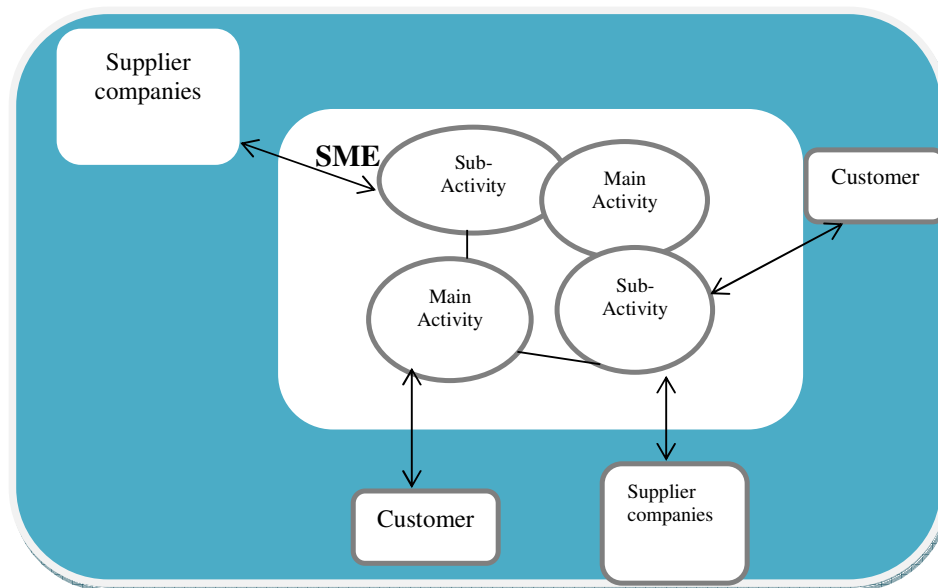 Supplier
companies
SME
Sub-
Activity
Main
Activity
Customer
Main
Activity
Sub-
Activity
Customer
Supplier
companies